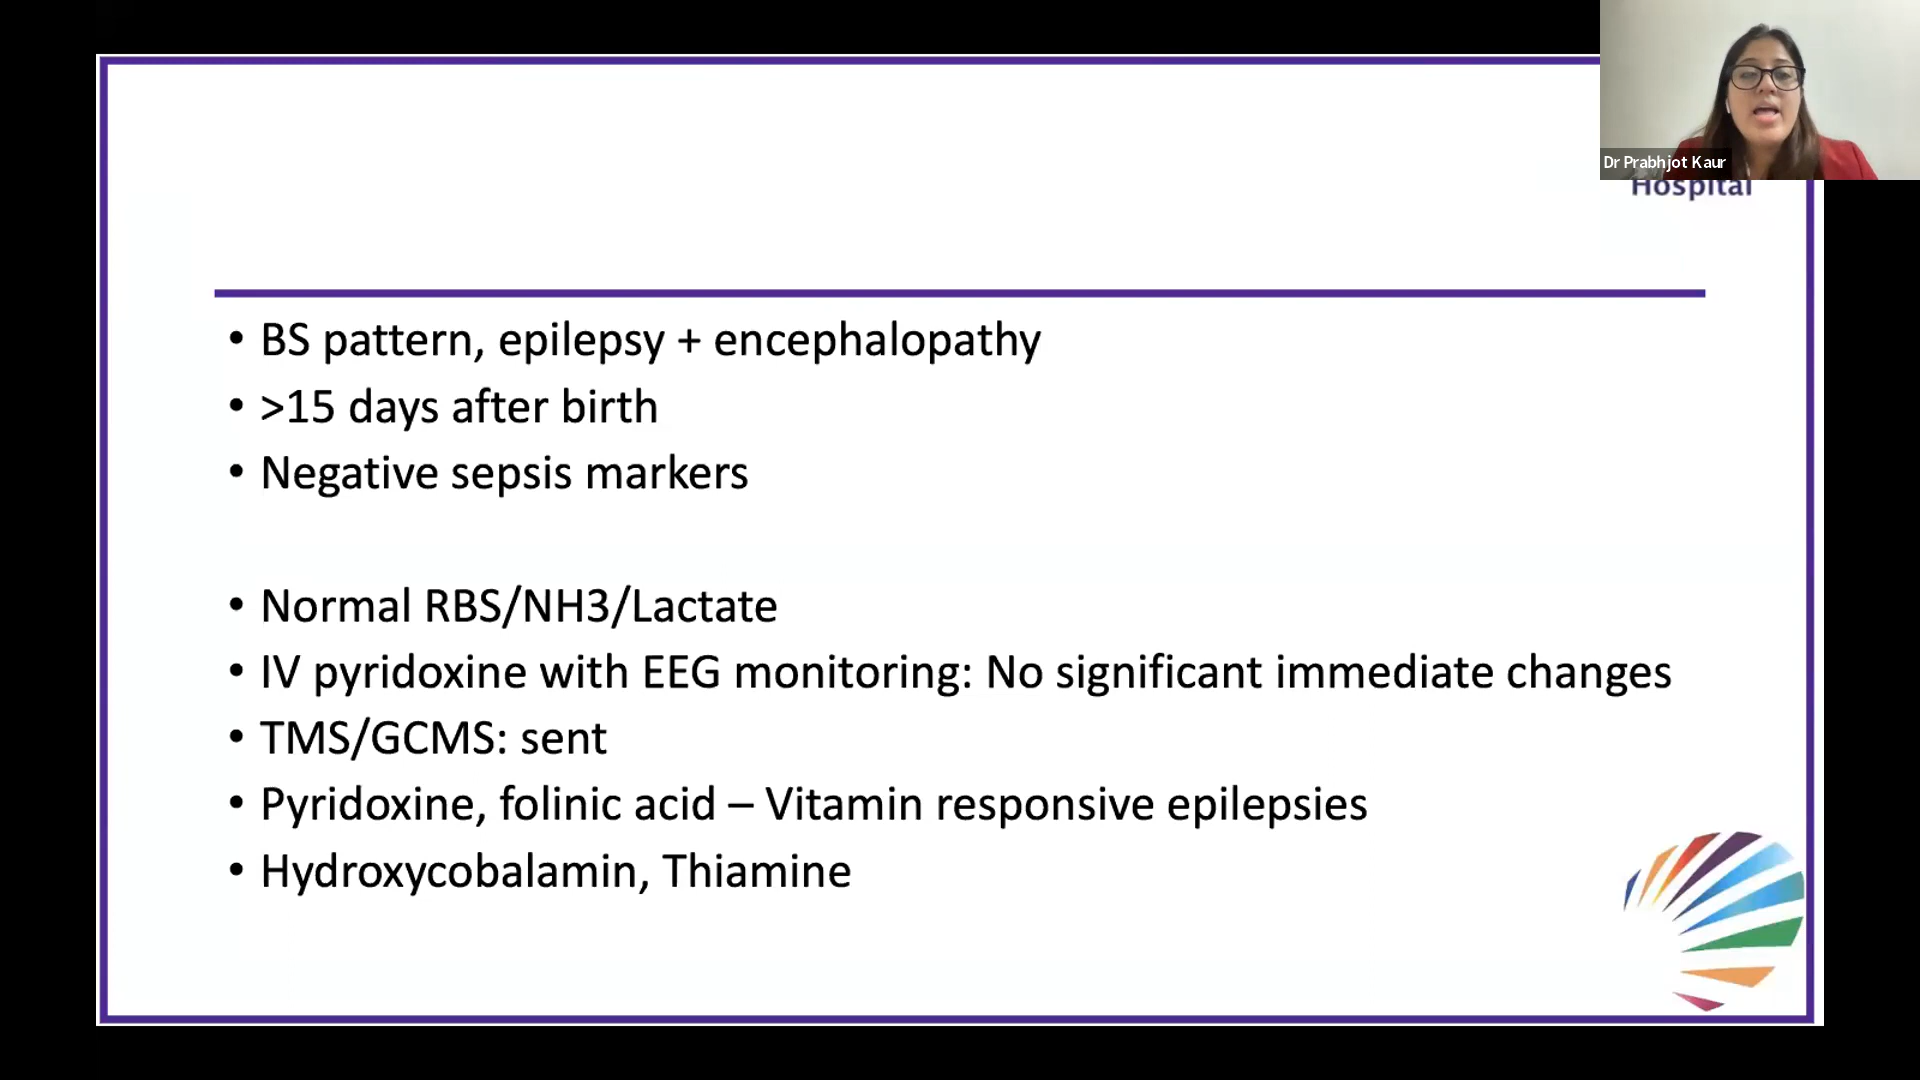 Dr Prabhjot Kaur
Hospital
• BS pattern, epilepsy + encephalopathy
• >15 days after birth
• Negative sepsis markers
• Normal RBS/NH3/Lactate
• IV pyridoxine with EEG monitoring: No significant immediate changes
• TMS/GCMS: sent
• Pyridoxine, folinic acid – Vitamin responsive epilepsies
• Hydroxycobalamin, Thiamine